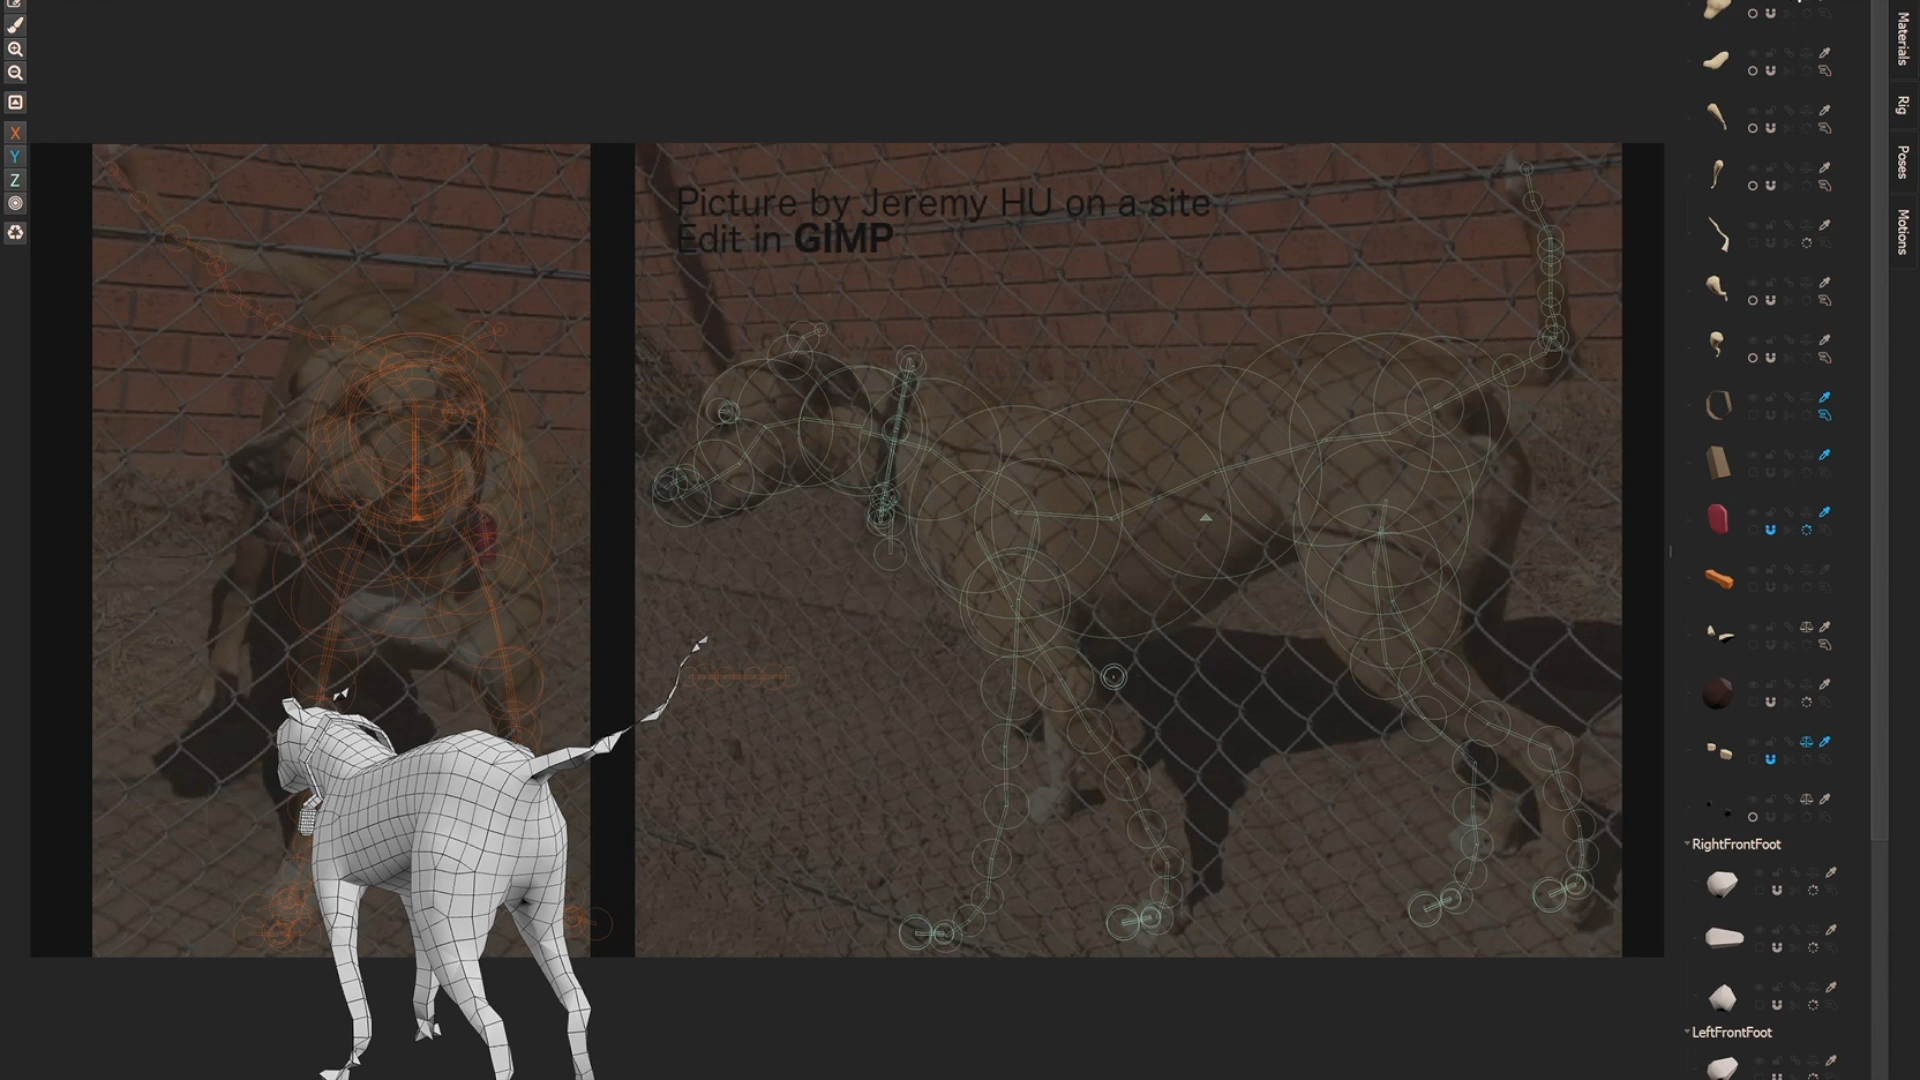 X
Y
Z
Picture by Jeremy HU on a site
Edit in GIMP
Materials
Rig
Poses
Motions
RightFrontFoot
LeftFrontFoot